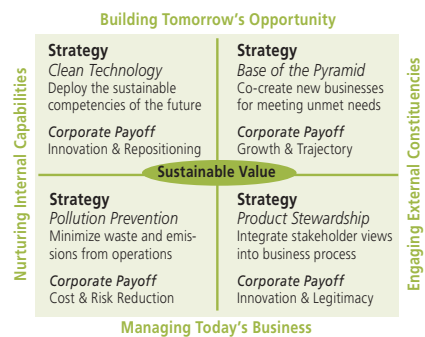 Building Tomorrow's Opportunity
Nurturing Internal Capabilities
Strategy
Clean Technology
Deploy the sustainable
competencies of the future
Corporate Payoff
Innovation & Repositioning
Strategy
Base of the Pyramid
Co-create new businesses
for meeting unmet needs
Corporate Payoff
Growth & Trajectory
Engaging External Constituencies
Sustainable Value
Strategy
Pollution Prevention
Minimize waste and emis-
sions from operations
Corporate Payoff
Cost & Risk Reduction
Strategy
Product Stewardship
Integrate stakeholder views
into business process
Corporate Payoff
Innovation & Legitimacy
Managing Today's Business